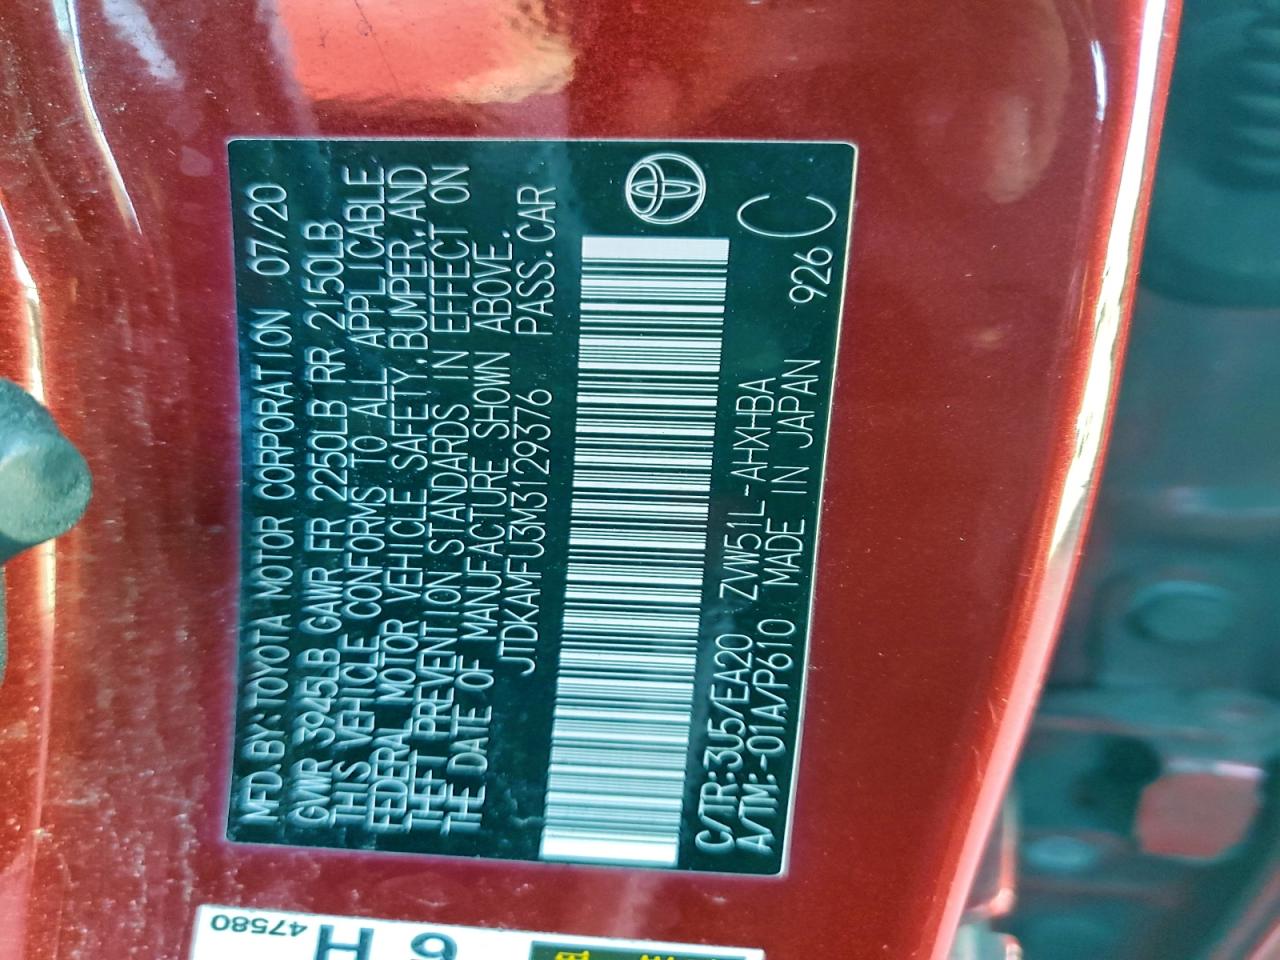 MFD.BY:TOYOTA MOTOR CORPORATION 07/20
GVWR 3945LB GAWR FR 2250LB RR 2150LB
THIS VEHICLE CONFORMS TO ALL APPLICABLE
FEDERAL MOTOR VEHICLE SAFETY,BUMPER,AND
THEFT PREVENTION STANDARDS IN EFFECT ON
THE DATE OF MANUFACTURE SHOWN ABOVE.
JTDKAMFU3M3129376 PASS.CAR
C/TR:3U5/EA20 ZVW51L-AHXHBA
A/TM:-01A/P610 MADE IN JAPAN 926 C
47580
H 6